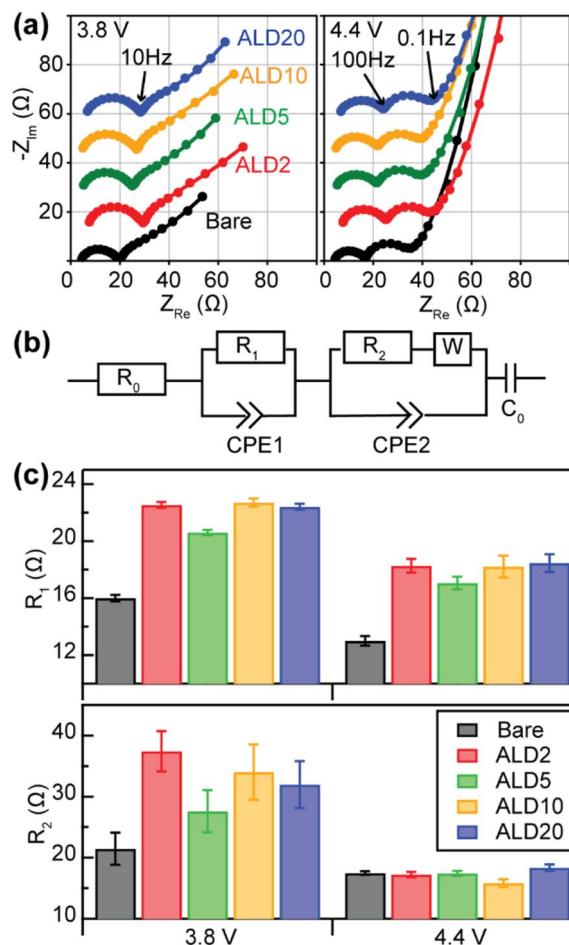 (a)
3.8 V
10Hz
ALD20
ALD10
ALD5
ALD2
Bare
80
60
40
20
-Z_Im (Ω)
0 20 40 60 80
Z_Re (Ω)
4.4 V
100Hz
0.1Hz
0 20 40 60 80
Z_Re (Ω)
(b)
R_0
R_1
CPE1
R_2
W
CPE2
C_0
(c)
24
20
16
12
R_1 (Ω)
40
30
20
10
R_2 (Ω)
Bare
ALD2
ALD5
ALD10
ALD20
3.8 V
4.4 V